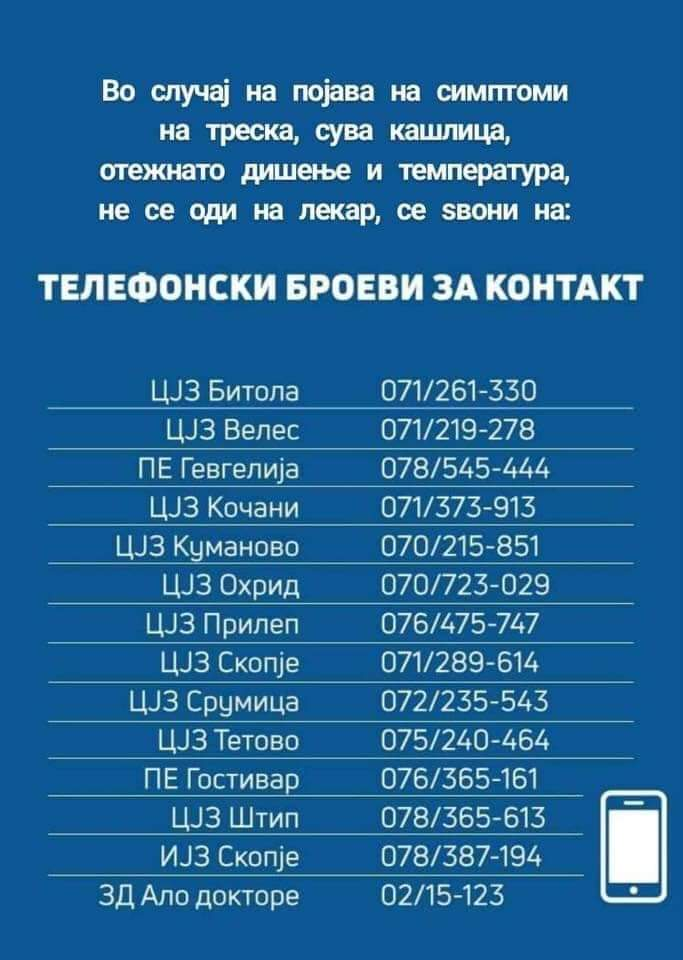 Во случај на појава на симптоми
на треска, сува кашлица,
отежнато дишење и температура,
не се оди на лекар, се ѕвони на:
ТЕЛЕФОНСКИ БРОЕВИ ЗА КОНТАКТ
ЦЈЗ Битола 071/261-330
ЦЈЗ Велес 071/219-278
ПЕ Гевгелија 078/545-444
ЦЈЗ Кочани 071/373-913
ЦЈЗ Куманово 070/215-851
ЦЈЗ Охрид 070/723-029
ЦЈЗ Прилеп 076/475-747
ЦЈЗ Скопје 071/289-614
ЦЈЗ Срумица 072/235-543
ЦЈЗ Тетово 075/240-464
ПЕ Гостивар 076/365-161
ЦЈЗ Штип 078/365-613
ИЈЗ Скопје 078/387-194
ЗД Ало докторе 02/15-123